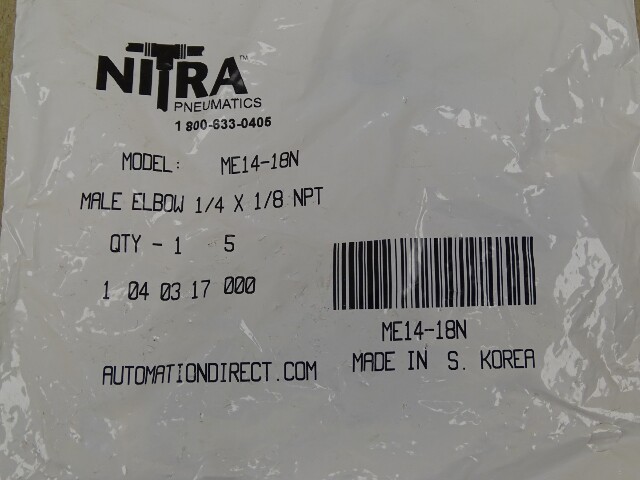 NITRA™
PNEUMATICS
1 800-633-0405
MODEL: ME14-18N
MALE ELBOW 1/4 X 1/8 NPT
QTY - 1 5
1 04 03 17 000
ME14-18N
AUTOMATIONDIRECT.COM
MADE IN S. KOREA